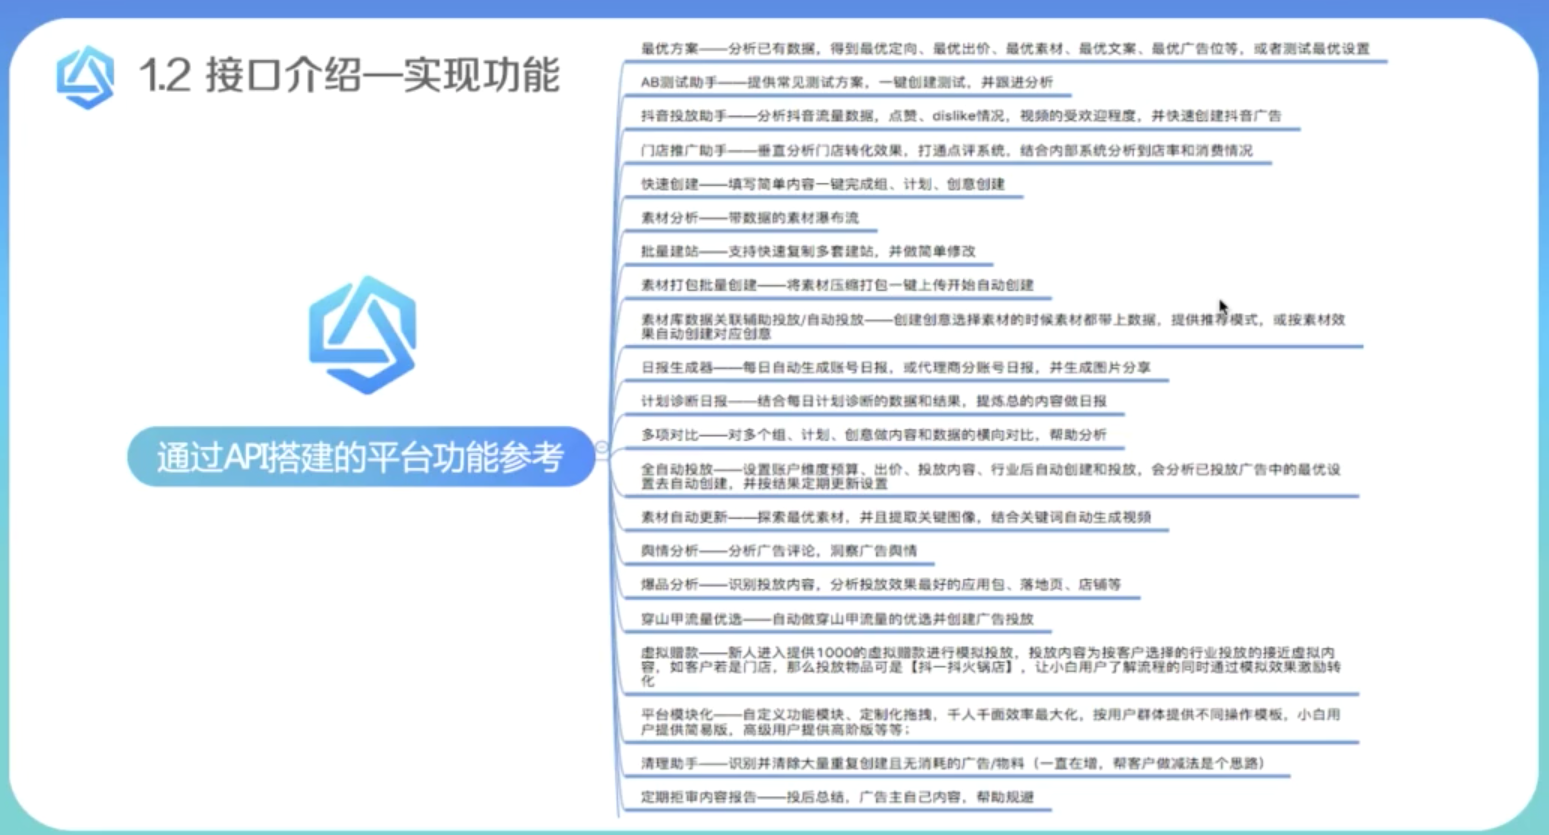 1.2 接口介绍—实现功能
通过API搭建的平台功能参考
最优方案——分析已有数据，得到最优定向、最优出价、最优素材、最优文案、最优广告位等，或者测试最优设置
AB测试助手——提供常见测试方案，一键创建测试，并跟进分析
抖音投放助手——分析抖音流量数据，点赞、dislike情况，视频的受欢迎程度，并快速创建抖音广告
门店推广助手——垂直分析门店转化效果，打通点评系统，结合内部系统分析到店率和消费情况
快速创建——填写简单内容一键完成组、计划、创意创建
素材分析——带数据的素材瀑布流
批量建站——支持快速复制多套建站，并做简单修改
素材打包批量创建——将素材压缩打包一键上传开始自动创建
素材库数据关联辅助投放/自动投放——创建创意选择素材的时候素材都带上数据，提供推荐模式，或按素材效
果自动创建对应创意
日报生成器——每日自动生成账号日报，或代理商分账号日报，并生成图片分享
计划诊断日报——结合每日计划诊断的数据和结果，提炼总的内容做日报
多项对比——对多个组、计划、创意做内容和数据的横向对比，帮助分析
全自动投放——设置账户维度预算、出价、投放内容、行业后自动创建和投放，会分析已投放广告中的最优设
置去自动创建，并按结果定期更新设置
素材自动更新——探索最优素材，并且提取关键图像，结合关键词自动生成视频
舆情分析——分析广告评论，洞察广告舆情
爆品分析——识别投放内容，分析投放效果最好的应用包、落地页、店铺等
穿山甲流量优选——自动做穿山甲流量的优选并创建广告投放
虚拟赠款——新人进入提供1000的虚拟赠款进行模拟投放，投放内容为按客户选择的行业投放的接近虚拟内
容，如客户若是门店，那么投放物品可是【抖一抖火锅店】，让小白用户了解流程的同时通过模拟效果激励转
化
平台模块化——自定义功能模块、定制化拖拽，千人千面效率最大化，按用户群体提供不同操作模板，小白用
户提供简易版，高级用户提供高阶版等等；
清理助手——识别并清除大量重复创建且无消耗的广告/物料（一直在增，帮客户做减法是个思路）
定期拒审内容报告——投后总结，广告主自己内容，帮助规避